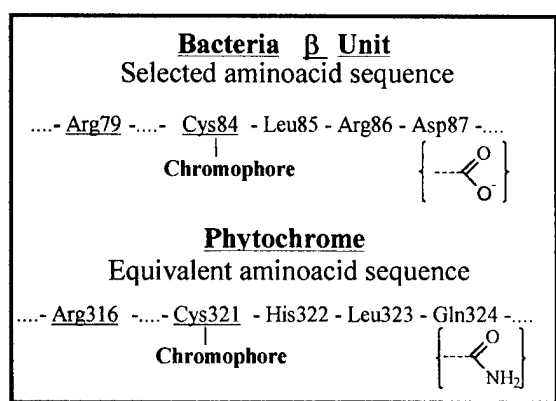 Bacteria β Unit
Selected aminoacid sequence
....- Arg79 -....- Cys84 - Leu85 - Arg86 - Asp87 -....
Chromophore
O
O-
Phytochrome
Equivalent aminoacid sequence
....- Arg316 -....- Cys321 - His322 - Leu323 - Gln324 -....
Chromophore
O
NH2